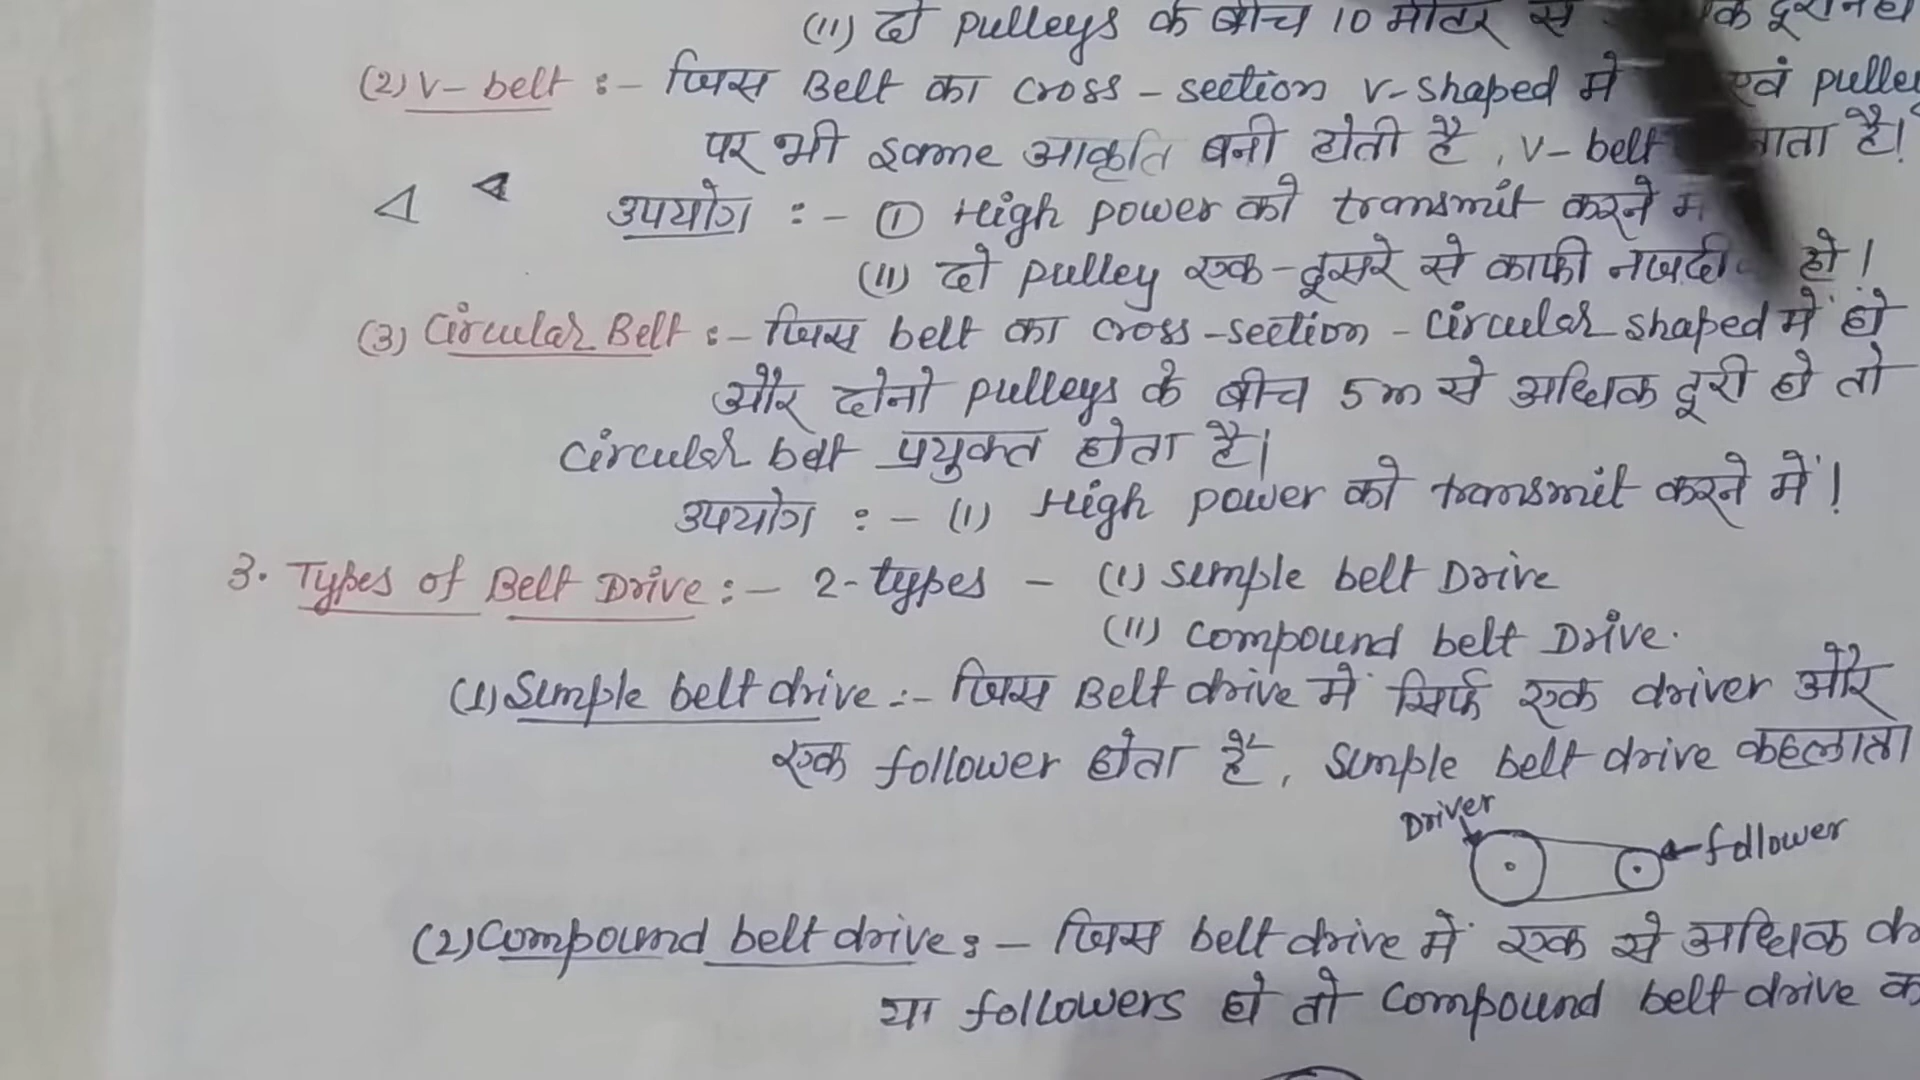 (II) दो pulleys के बीच 10 मीटर से
(2) V-belt :- जिस Belt का cross-section V-shaped में एवं pulley
पर भी same आकृति बनी होती है, V-belt है।
उपयोग :- (I) High power को transmit करने
(II) दो pulley एक-दूसरे से काफी हो।
(3) Circular Belt :- जिस belt का cross-section-circular shaped में हो
और दोनो pulleys के बीच 5m से अधिक दूरी हो तो
circular belt प्रयुक्त होता है।
उपयोग :- (I) High power को transmit करने में।
3. Types of Belt Drive :- 2-types - (I) Simple belt Drive
(II) Compound belt Drive.
(1) Simple belt drive :- जिस Belt drive में सिर्फ एक driver और
एक follower होता है, Simple belt drive कहलाता
Driver
follower
(2) Compound belt drive :- जिस belt drive में एक से अधिक
या followers हो तो Compound belt drive